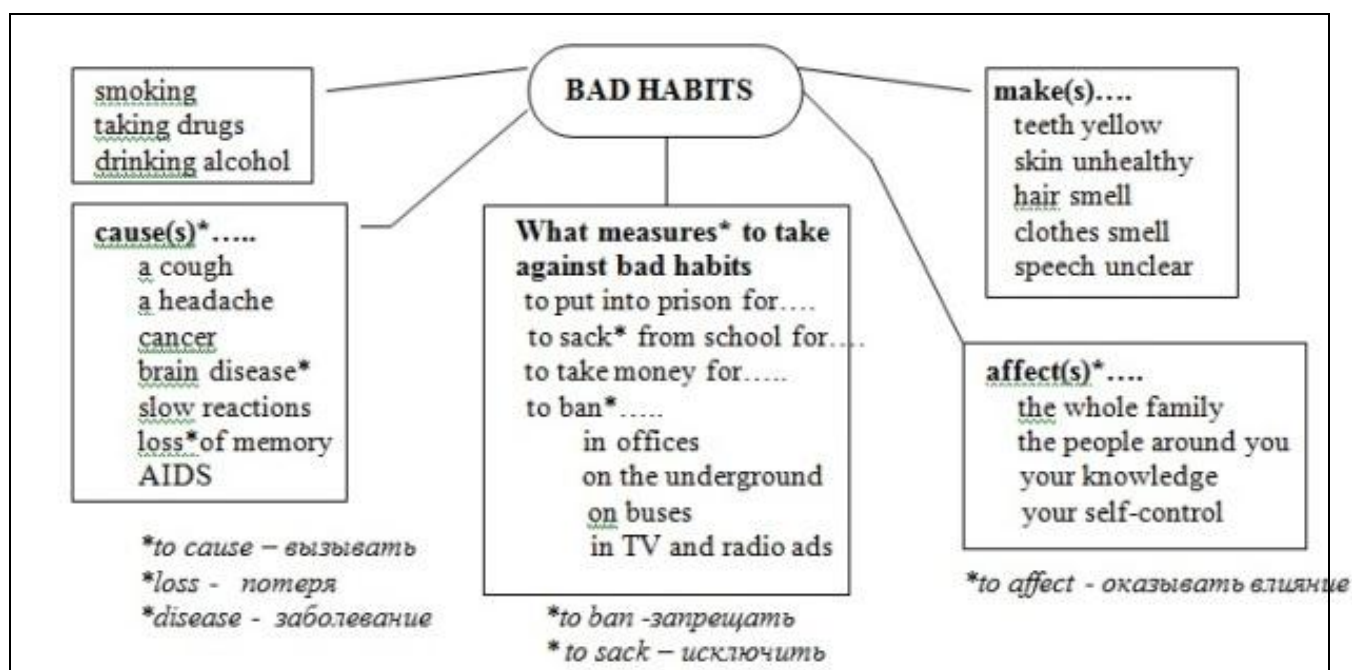 BAD HABITS
smoking
taking drugs
drinking alcohol
cause(s)*…..
a cough
a headache
cancer
brain disease*
slow reactions
loss*of memory
AIDS
*to cause – вызывать
*loss - потеря
*disease - заболевание
What measures* to take
against bad habits
to put into prison for….
to sack* from school for….
to take money for…..
to ban*…..
in offices
on the underground
on buses
in TV and radio ads
*to ban -запрещать
*to sack – исключить
make(s)….
teeth yellow
skin unhealthy
hair smell
clothes smell
speech unclear
affect(s)*….
the whole family
the people around you
your knowledge
your self-control
*to affect - оказывать влияние